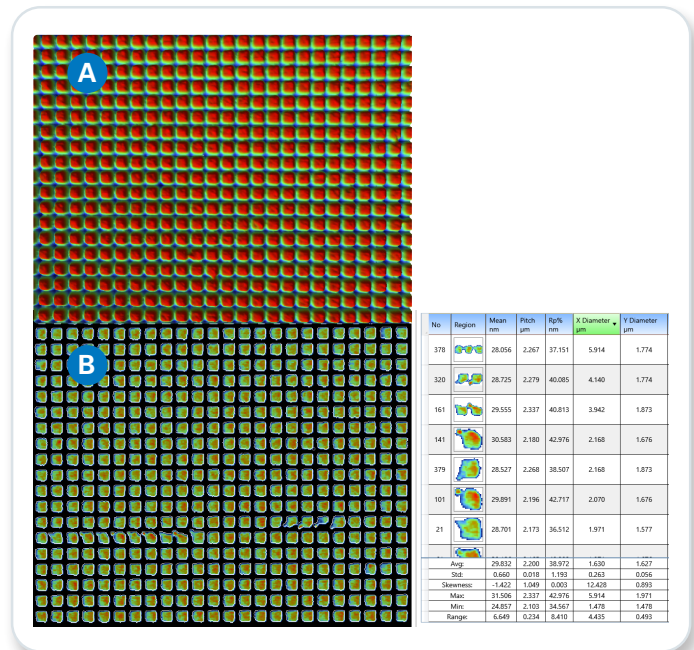 A
B
No Region Mean nm Pitch µm Rp% nm X Diameter µm Y Diameter µm
378 28.056 2.267 37.151 5.914 1.774
320 28.725 2.279 40.085 4.140 1.774
161 29.555 2.337 40.813 3.942 1.873
141 30.583 2.180 42.976 2.168 1.676
379 28.527 2.268 38.507 2.168 1.873
101 29.891 2.196 42.717 2.070 1.676
21 28.701 2.173 36.512 1.971 1.577
Avg: 29.832 2.200 38.972 1.630 1.627
Std: 0.660 0.018 1.193 0.263 0.056
Skewness: -1.422 1.049 0.003 12.428 0.893
Max: 31.506 2.337 42.976 5.914 1.971
Min: 24.857 2.103 34.567 1.478 1.478
Range: 6.649 0.234 8.410 4.435 0.493